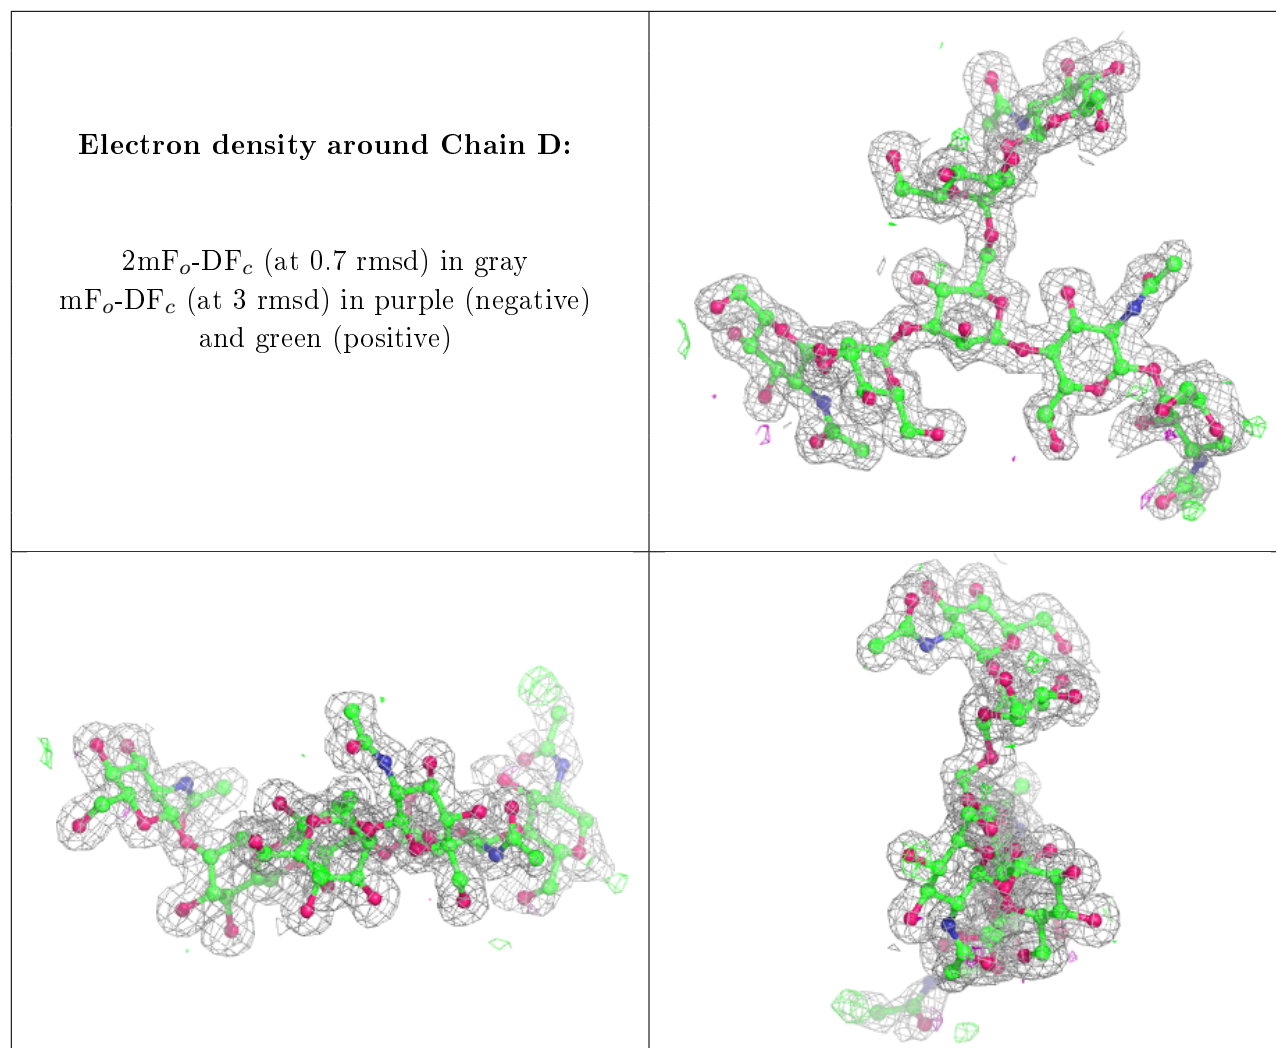 Electron density around Chain D:
2mFₒ-DF𝒸 (at 0.7 rmsd) in gray
mFₒ-DF𝒸 (at 3 rmsd) in purple (negative)
and green (positive)